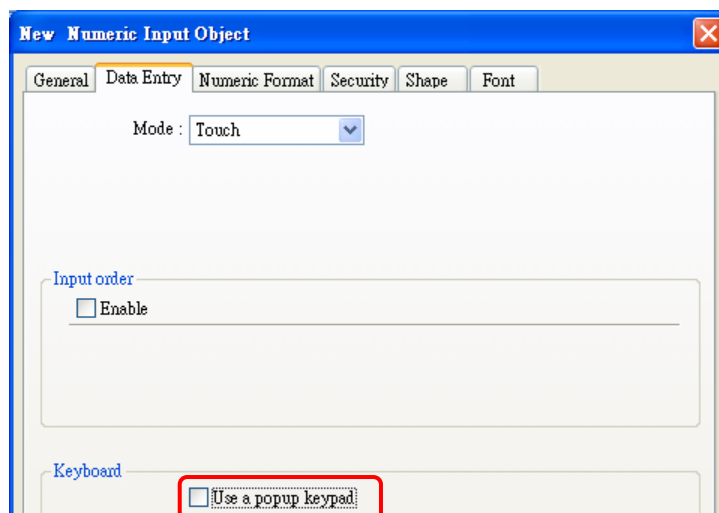 New Numeric Input Object
General Data Entry Numeric Format Security Shape Font
Mode : Touch
Input order
Enable
Keyboard
Use a popup keypad